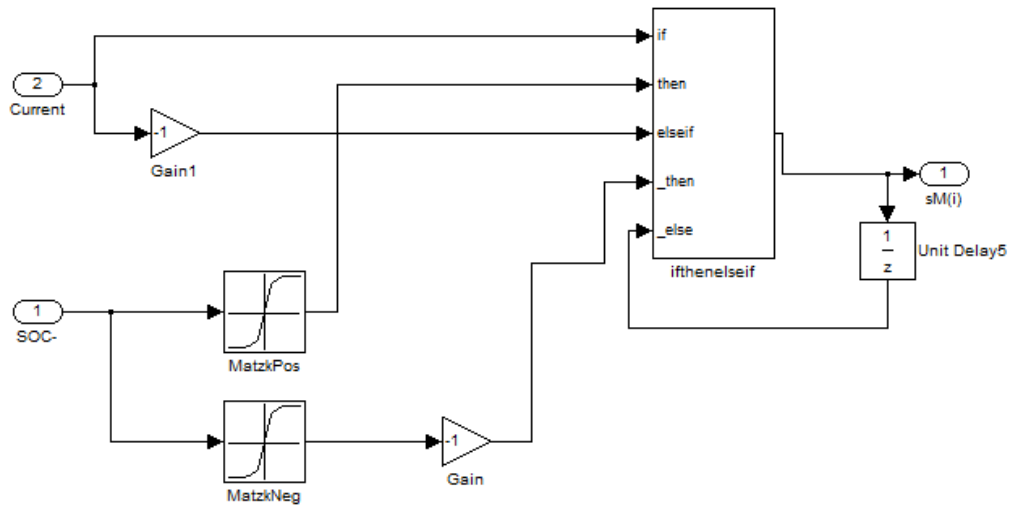 if
2
Current
then
-1
elseif
Gain1
_then
1
sM(i)
_else
1
z
Unit Delay5
ifthenelseif
1
SOC-
MatzkPos
-1
Gain
MatzkNeg